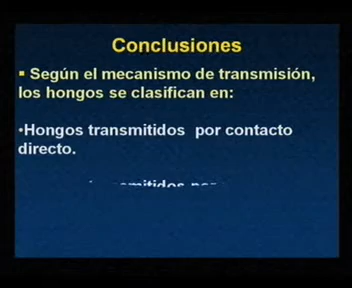 Conclusiones
▪ Según el mecanismo de transmisión,
los hongos se clasifican en:
•Hongos transmitidos por contacto
directo.